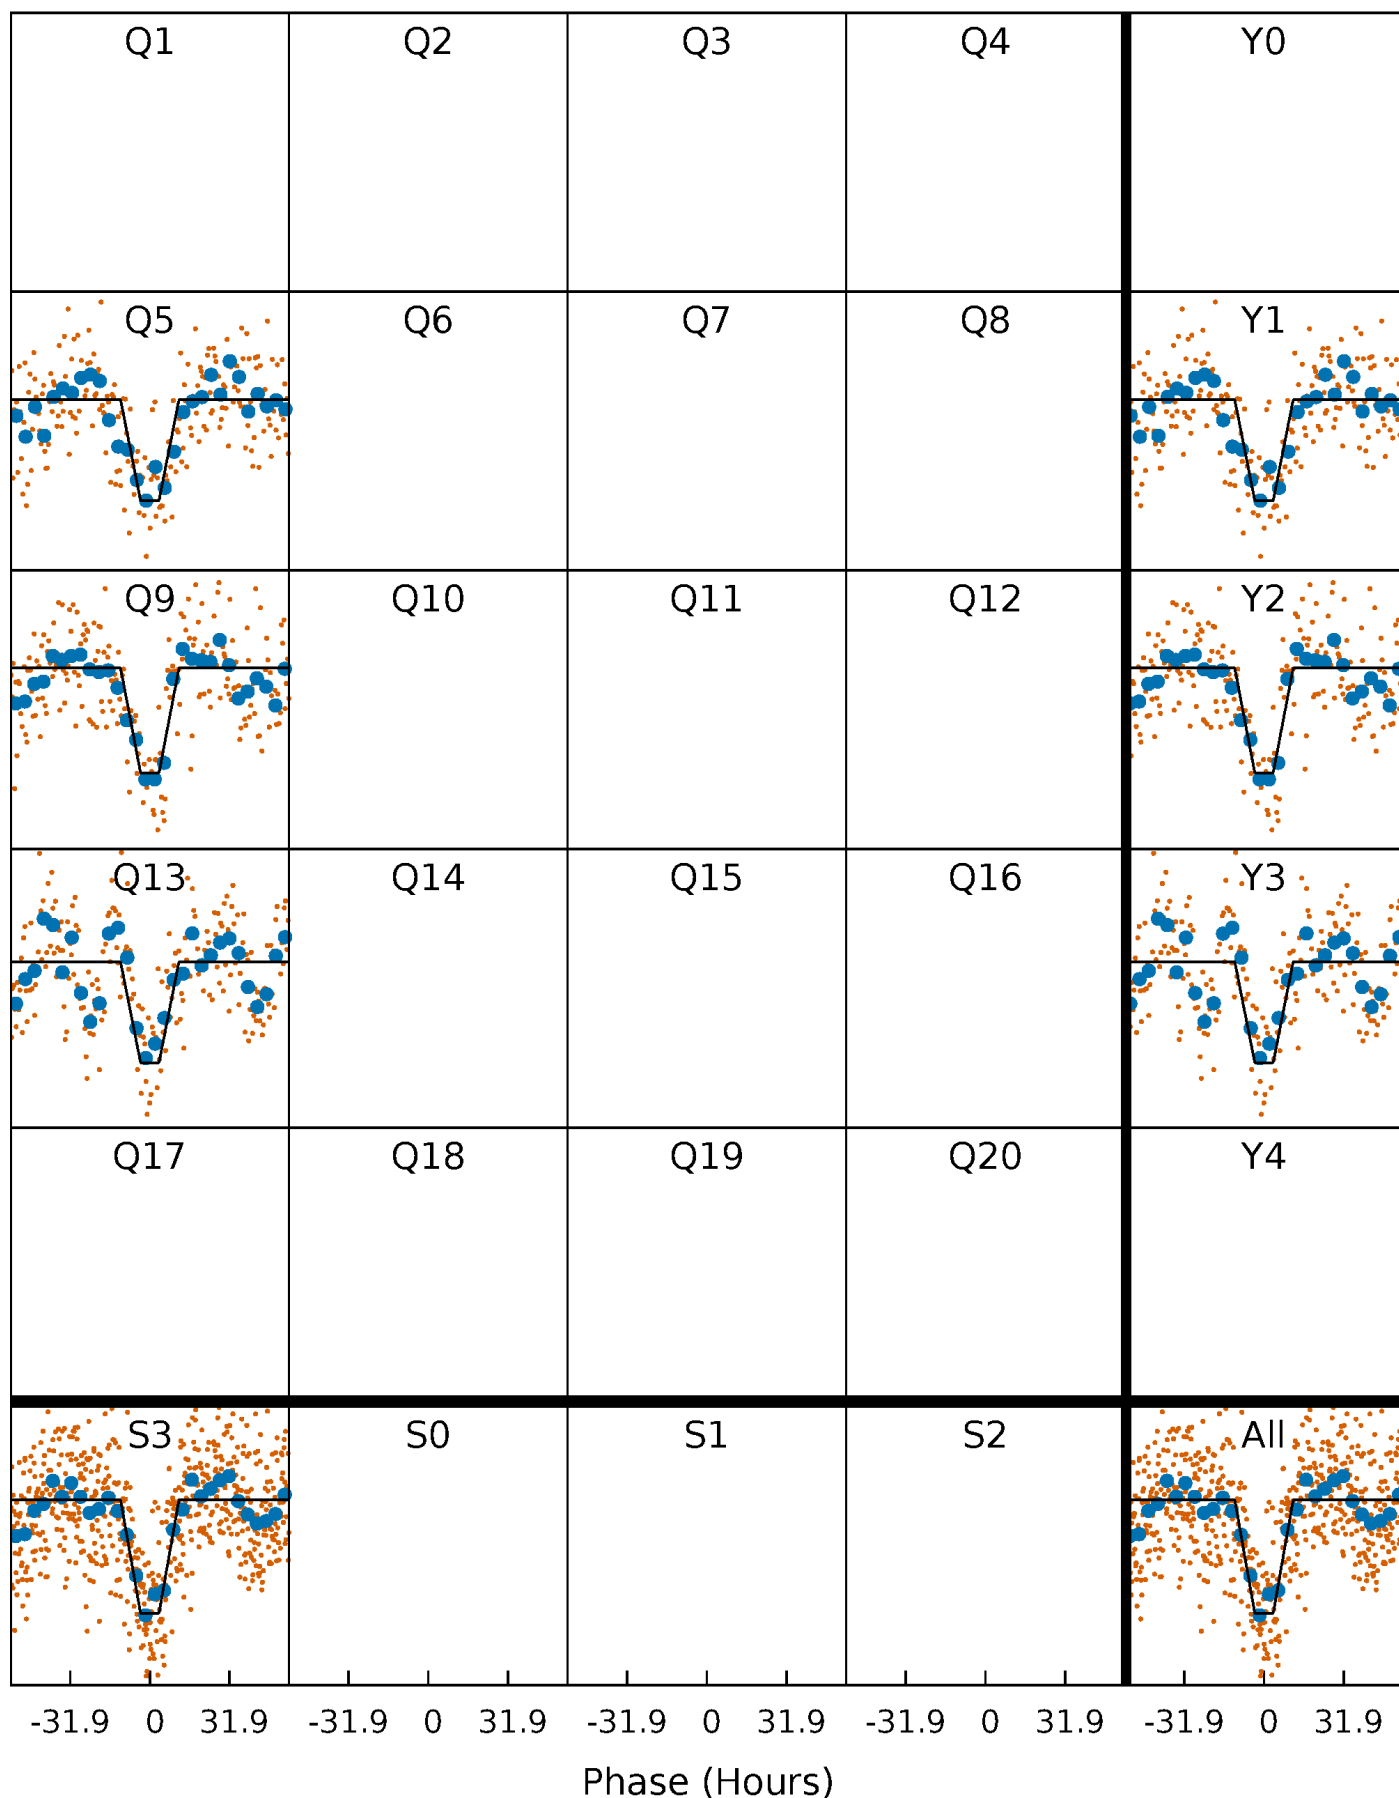 Q1 Q2 Q3 Q4 Y0
Q5 Q6 Q7 Q8 Y1
Q9 Q10 Q11 Q12 Y2
Q13 Q14 Q15 Q16 Y3
Q17 Q18 Q19 Q20 Y4
S3 S0 S1 S2 All
-31.9 0 31.9 -31.9 0 31.9 -31.9 0 31.9 -31.9 0 31.9 -31.9 0 31.9
Phase (Hours)